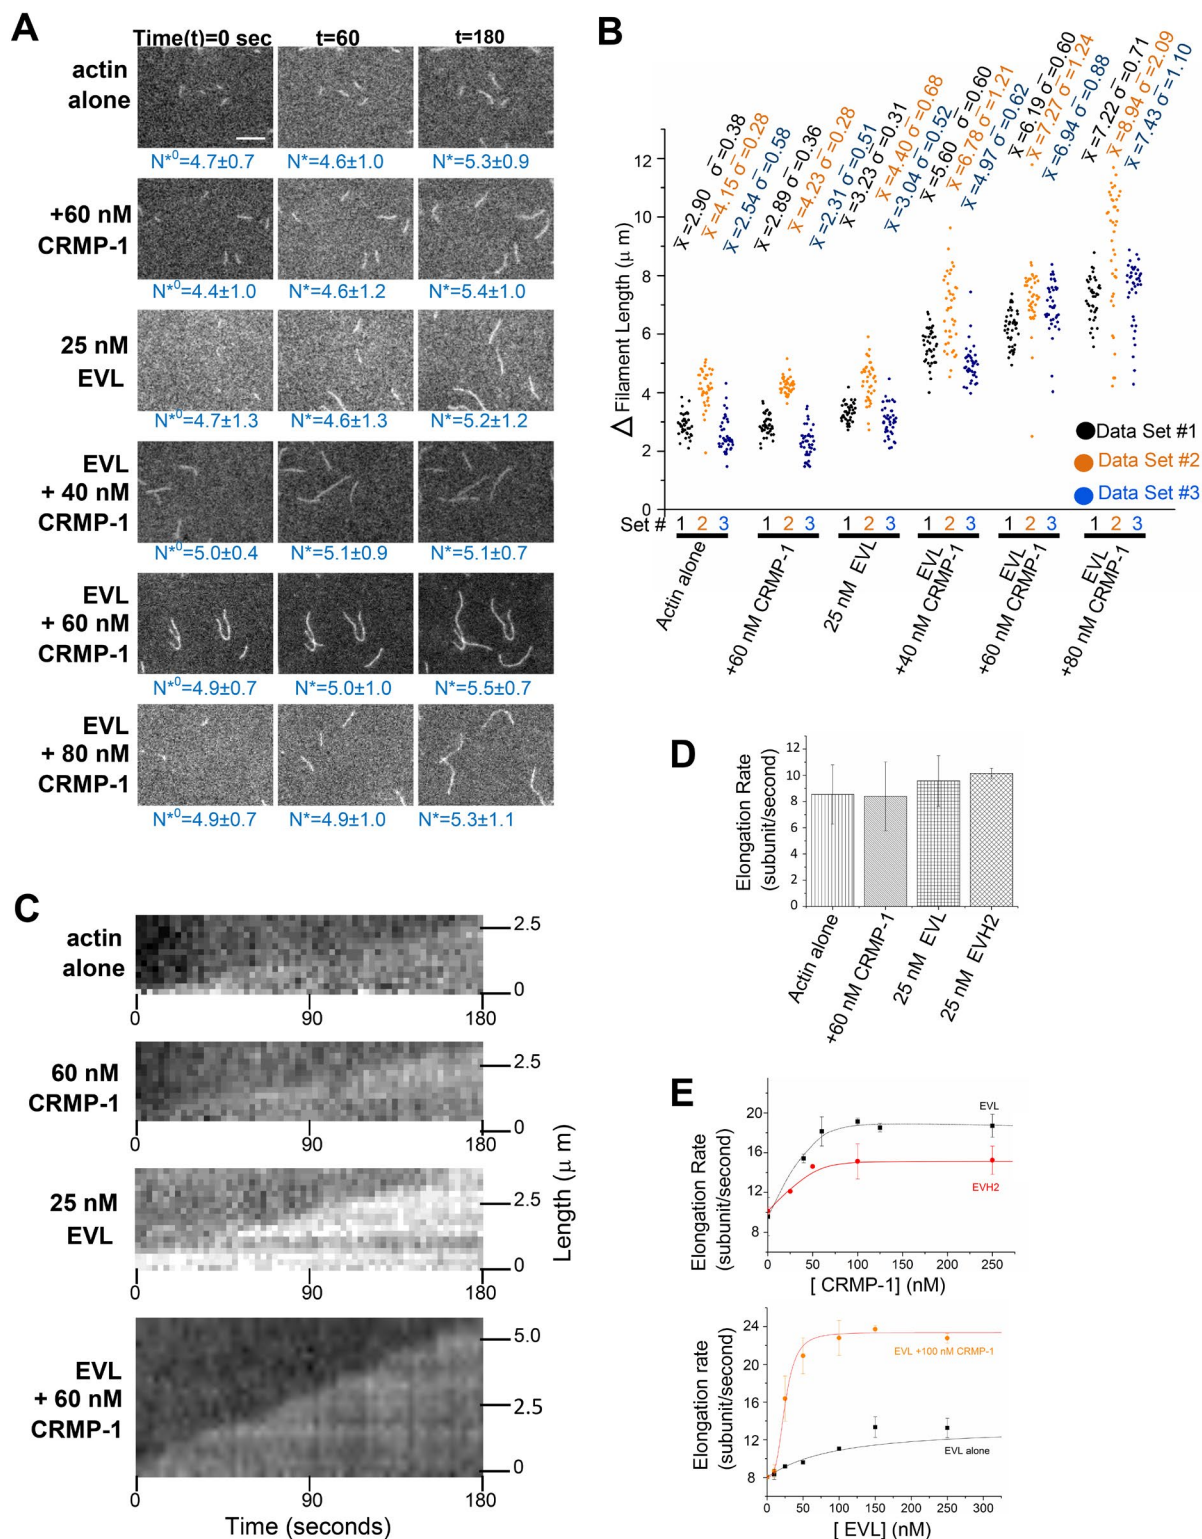 A
Time(t)=0 sec t=60 t=180
actin
alone
N*⁰=4.7±0.7 N*=4.6±1.0 N*=5.3±0.9
+60 nM
CRMP-1
N*⁰=4.4±1.0 N*=4.6±1.2 N*=5.4±1.0
25 nM
EVL
N*⁰=4.7±1.3 N*=4.6±1.3 N*=5.2±1.2
EVL
+ 40 nM
CRMP-1
N*⁰=5.0±0.4 N*=5.1±0.9 N*=5.1±0.7
EVL
+ 60 nM
CRMP-1
N*⁰=4.9±0.7 N*=5.0±1.0 N*=5.5±0.7
EVL
+ 80 nM
CRMP-1
N*⁰=4.9±0.7 N*=4.9±1.0 N*=5.3±1.1
B
x̅=2.90 σ̅=0.38
x̅=4.15 σ̅=0.28
x̅=2.54 σ̅=0.58
x̅=2.89 σ̅=0.36
x̅=4.23 σ̅=0.28
x̅=2.31 σ̅=0.51
x̅=3.23 σ̅=0.31
x̅=4.40 σ̅=0.68
x̅=3.04 σ̅=0.52
x̅=5.60 σ̅=0.60
x̅=6.78 σ̅=1.21
x̅=4.97 σ̅=0.62
x̅=6.19 σ̅=0.60
x̅=7.27 σ̅=1.24
x̅=6.94 σ̅=0.88
x̅=7.22 σ̅=0.71
x̅=8.94 σ̅=2.09
x̅=7.43 σ̅=1.10
Δ Filament Length (μ m)
12
10
8
6
4
2
0
Data Set #1
Data Set #2
Data Set #3
Set # 1 2 3 1 2 3 1 2 3 1 2 3 1 2 3 1 2 3
Actin alone
+60 nM CRMP-1
25 nM EVL
EVL
+40 nM CRMP-1
EVL
+60 nM CRMP-1
EVL
+80 nM CRMP-1
C
actin
alone
2.5
0
0 90 180
60 nM
CRMP-1
2.5
0
0 90 180
25 nM
EVL
2.5
0
0 90 180
EVL
+ 60 nM
CRMP-1
5.0
2.5
0
0 90 180
Length (μ m)
Time (seconds)
D
Elongation Rate
(subunit/second)
12
10
8
6
4
2
0
Actin alone
+60 nM CRMP-1
25 nM EVL
25 nM EVH2
E
Elongation Rate
(subunit/second)
20
16
12
8
EVL
EVH2
0 50 100 150 200 250
[ CRMP-1] (nM)
Elongation rate
(subunit/second)
24
20
16
12
8
EVL +100 nM CRMP-1
EVL alone
0 50 100 150 200 250 300
[ EVL] (nM)